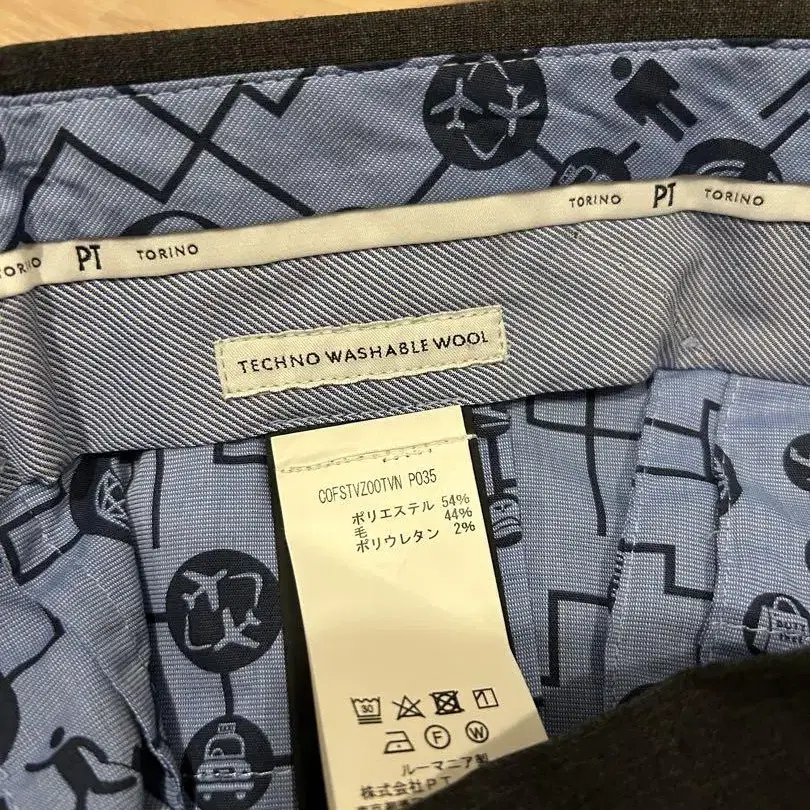 TORINO PT TORINO
TORINO PT TORINO
TECHNO WASHABLE WOOL
COFSTVZ00TVN P035
ポリエステル 54%
毛 44%
ポリウレタン 2%
30
F W
ルーマニア製
株式会社PT
DUTY
FREE